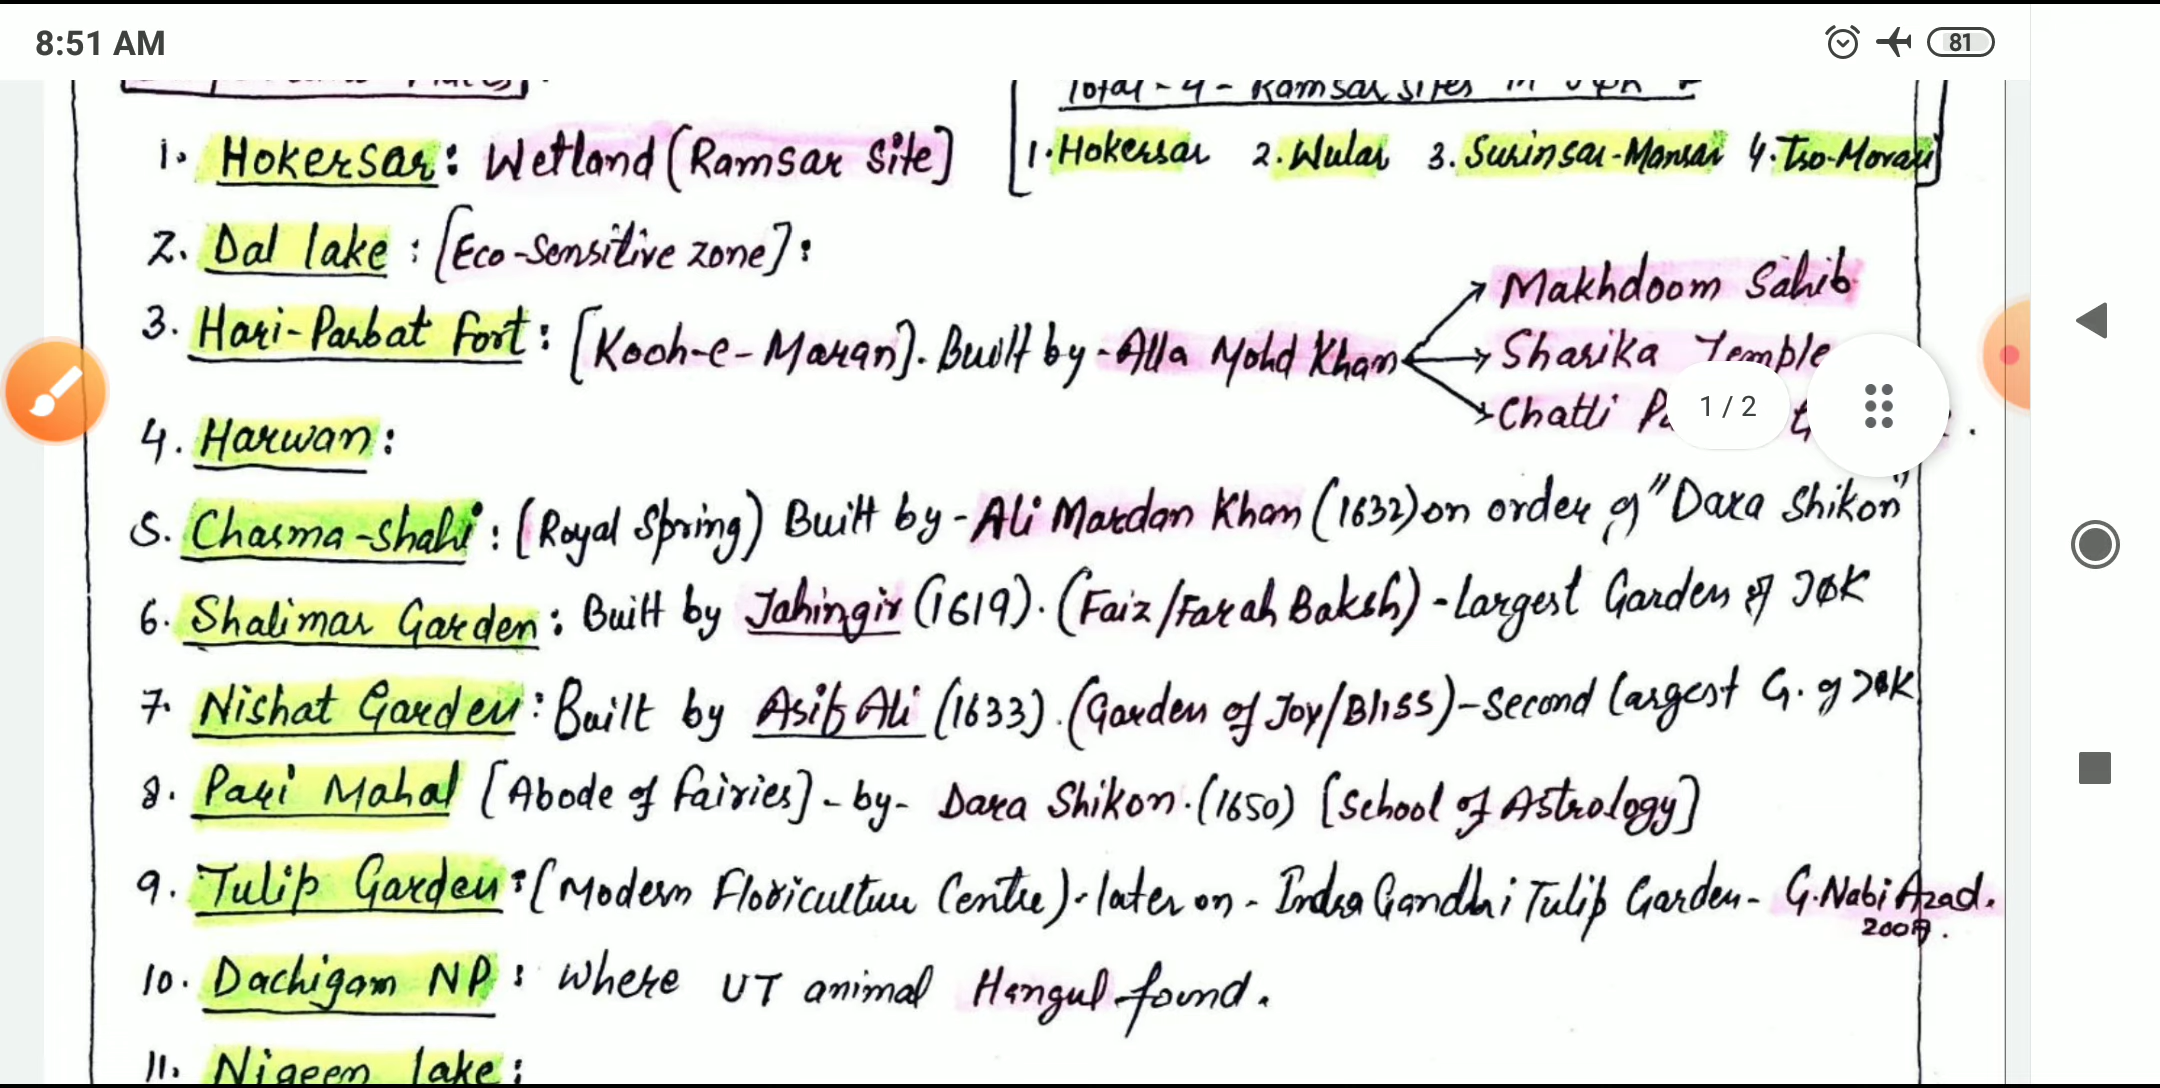 8:51 AM
81
Total - 4 - Ramsar sites in J&K
1. Hokersar: Wetland (Ramsar Site]
1. Hokersar 2. Wular 3. Surinsar-Mansar 4. Tso-Morari]
2. Dal lake : [Eco-Sensitive zone]:
3. Hari-Parbat Fort: [Kooh-e-Maran]. Built by - Alla Mohd Khan
Makhdoom Sahib
Sharika Temple
Chatti
1 / 2
4. Harwan:
5. Chasma-Shahi: (Royal Spring) Built by - Ali Mardan Khan (1632) on order of "Dara Shikon"
6. Shalimar Garden: Built by Jahingir (1619). (Faiz/Farah Baksh) - Largest Garden of J&K
7. Nishat Garden: Built by Asif Ali (1633). (Garden of Joy/Bliss) - Second largest G. of J&K
8. Pari Mahal [Abode of fairies] - by - Dara Shikon. (1650) [School of Astrology]
9. Tulip Garden: (Modern Floriculture Centre). later on - Indra Gandhi Tulip Garden - G. Nabi Azad.
10. Dachigam NP: Where UT animal Hangul found.
11. Nigeen lake: